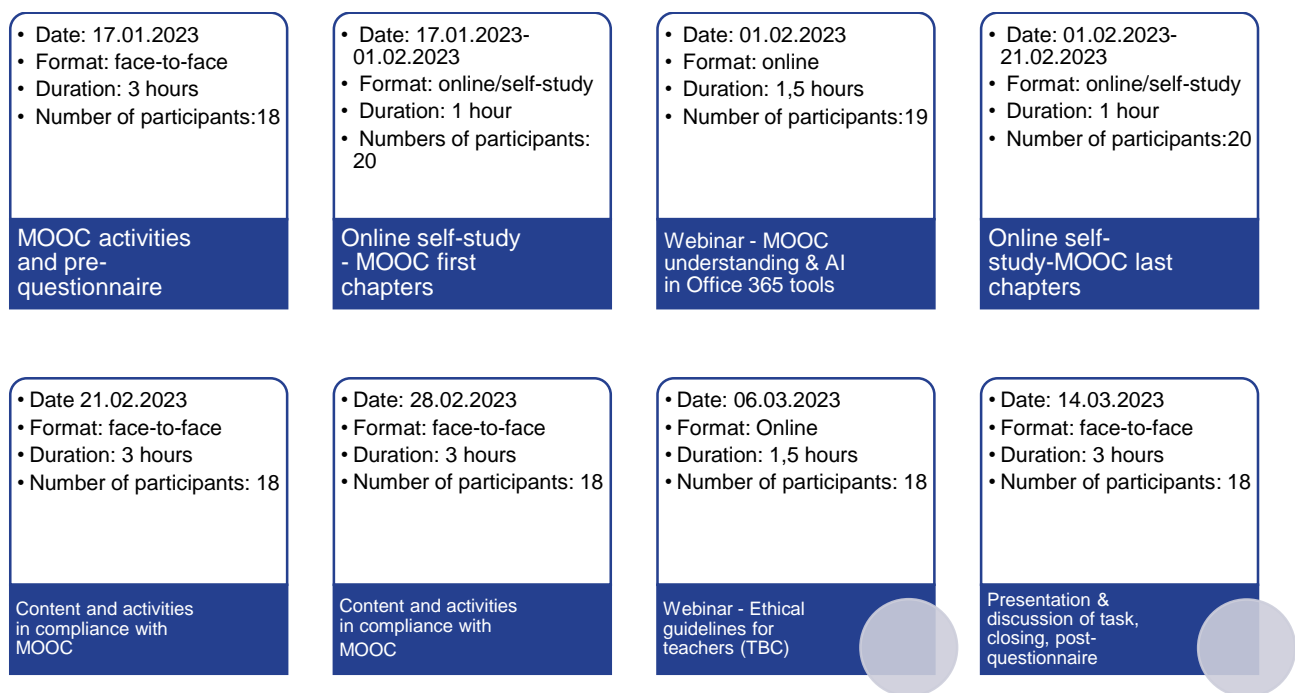 • Date: 17.01.2023
• Format: face-to-face
• Duration: 3 hours
• Number of participants:18
MOOC activities
and pre-
questionnaire
• Date: 17.01.2023-
01.02.2023
• Format: online/self-study
• Duration: 1 hour
• Numbers of participants:
20
Online self-study
- MOOC first
chapters
• Date: 01.02.2023
• Format: online
• Duration: 1,5 hours
• Number of participants:19
Webinar - MOOC
understanding & AI
in Office 365 tools
• Date: 01.02.2023-
21.02.2023
• Format: online/self-study
• Duration: 1 hour
• Number of participants:20
Online self-
study-MOOC last
chapters
• Date 21.02.2023
• Format: face-to-face
• Duration: 3 hours
• Number of participants: 18
Content and activities
in compliance with
MOOC
• Date: 28.02.2023
• Format: face-to-face
• Duration: 3 hours
• Number of participants: 18
Content and activities
in compliance with
MOOC
• Date: 06.03.2023
• Format: Online
• Duration: 1,5 hours
• Number of participants: 18
Webinar - Ethical
guidelines for
teachers (TBC)
• Date: 14.03.2023
• Format: face-to-face
• Duration: 3 hours
• Number of participants: 18
Presentation &
discussion of task,
closing, post-
questionnaire